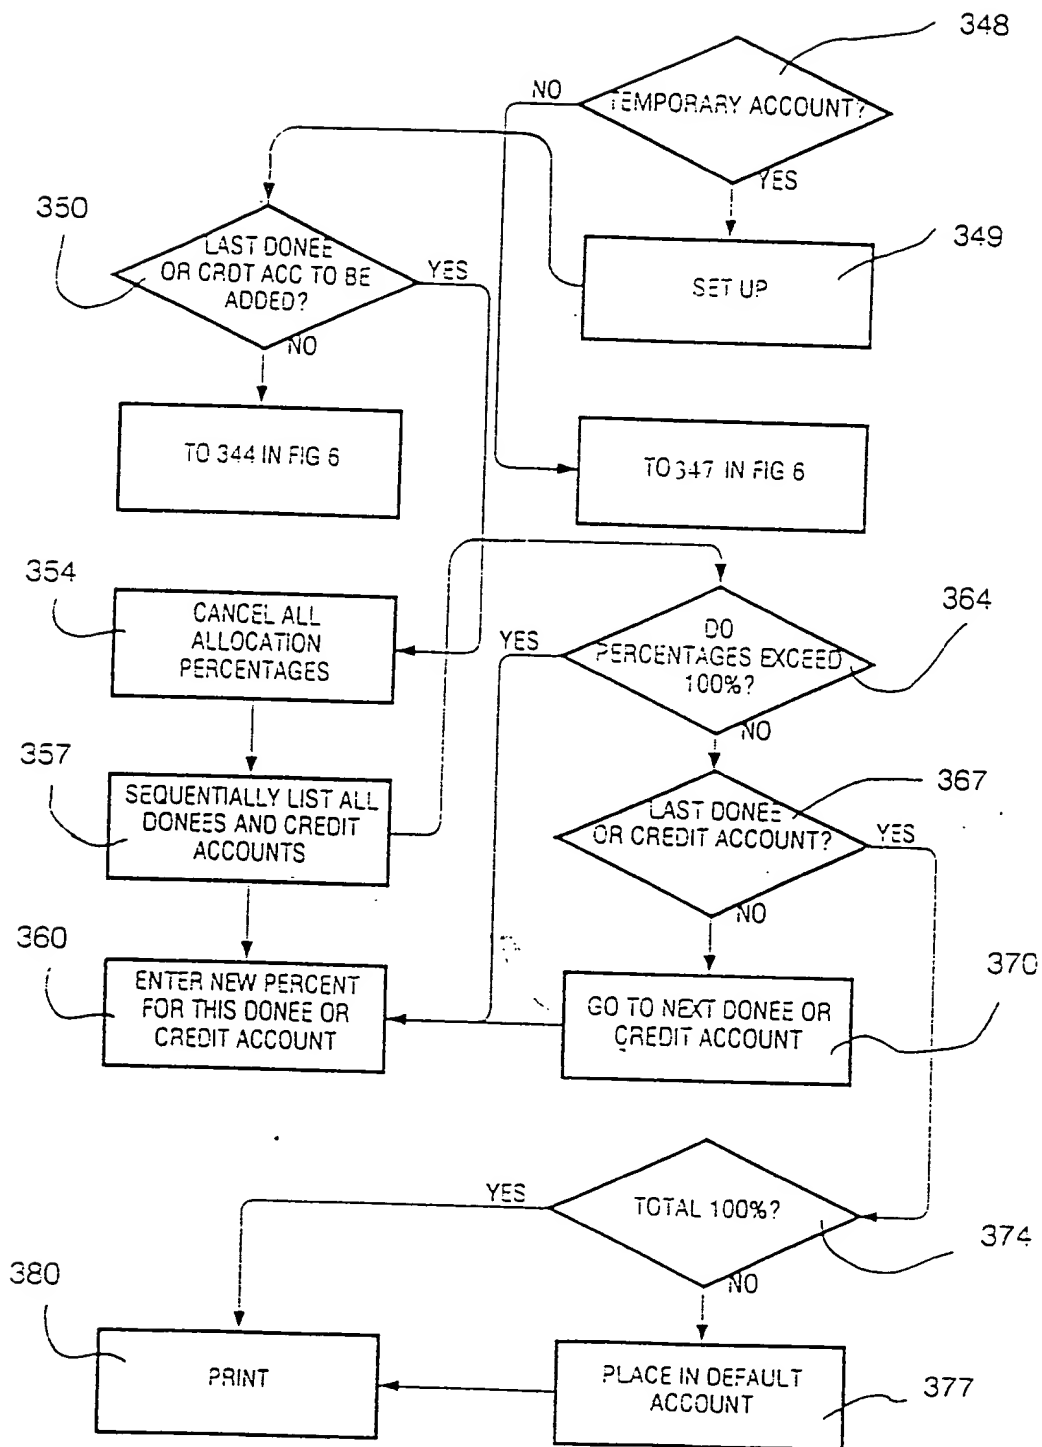 348
NO
TEMPORARY ACCOUNT?
YES
350
LAST DONEE
OR CRDT ACC TO BE
ADDED?
YES
NO
349
SET UP
TO 344 IN FIG 6
TO 347 IN FIG 6
354
CANCEL ALL
ALLOCATION
PERCENTAGES
YES
DO
PERCENTAGES EXCEED
100%?
364
NO
357
SEQUENTIALLY LIST ALL
DONEES AND CREDIT
ACCOUNTS
LAST DONEE
OR CREDIT ACCOUNT?
367
YES
NO
360
ENTER NEW PERCENT
FOR THIS DONEE OR
CREDIT ACCOUNT
GO TO NEXT DONEE OR
CREDIT ACCOUNT
370
YES
TOTAL 100%?
374
NO
380
PRINT
PLACE IN DEFAULT
ACCOUNT
377